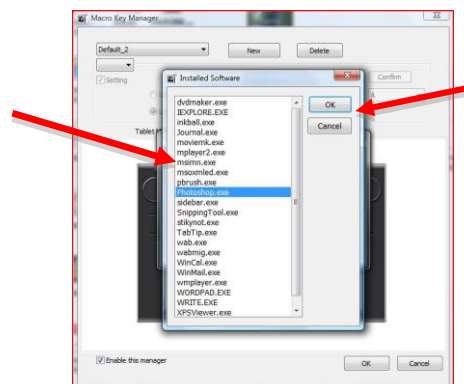 Macro Key Manager
Default_2
New
Delete
Setting
Confirm
A
Installed Software
dvdmaker.exe
IEXPLORE.EXE
inkball.exe
Journal.exe
moviemk.exe
mplayer2.exe
msimn.exe
msoxmled.exe
pbrush.exe
Photoshop.exe
sidebar.exe
SnippingTool.exe
stikynot.exe
TabTip.exe
wab.exe
wabmig.exe
WinCal.exe
WinMail.exe
wmplayer.exe
WORDPAD.EXE
WRITE.EXE
XPSViewer.exe
OK
Cancel
Tablet
Enable this manager
OK
Cancel